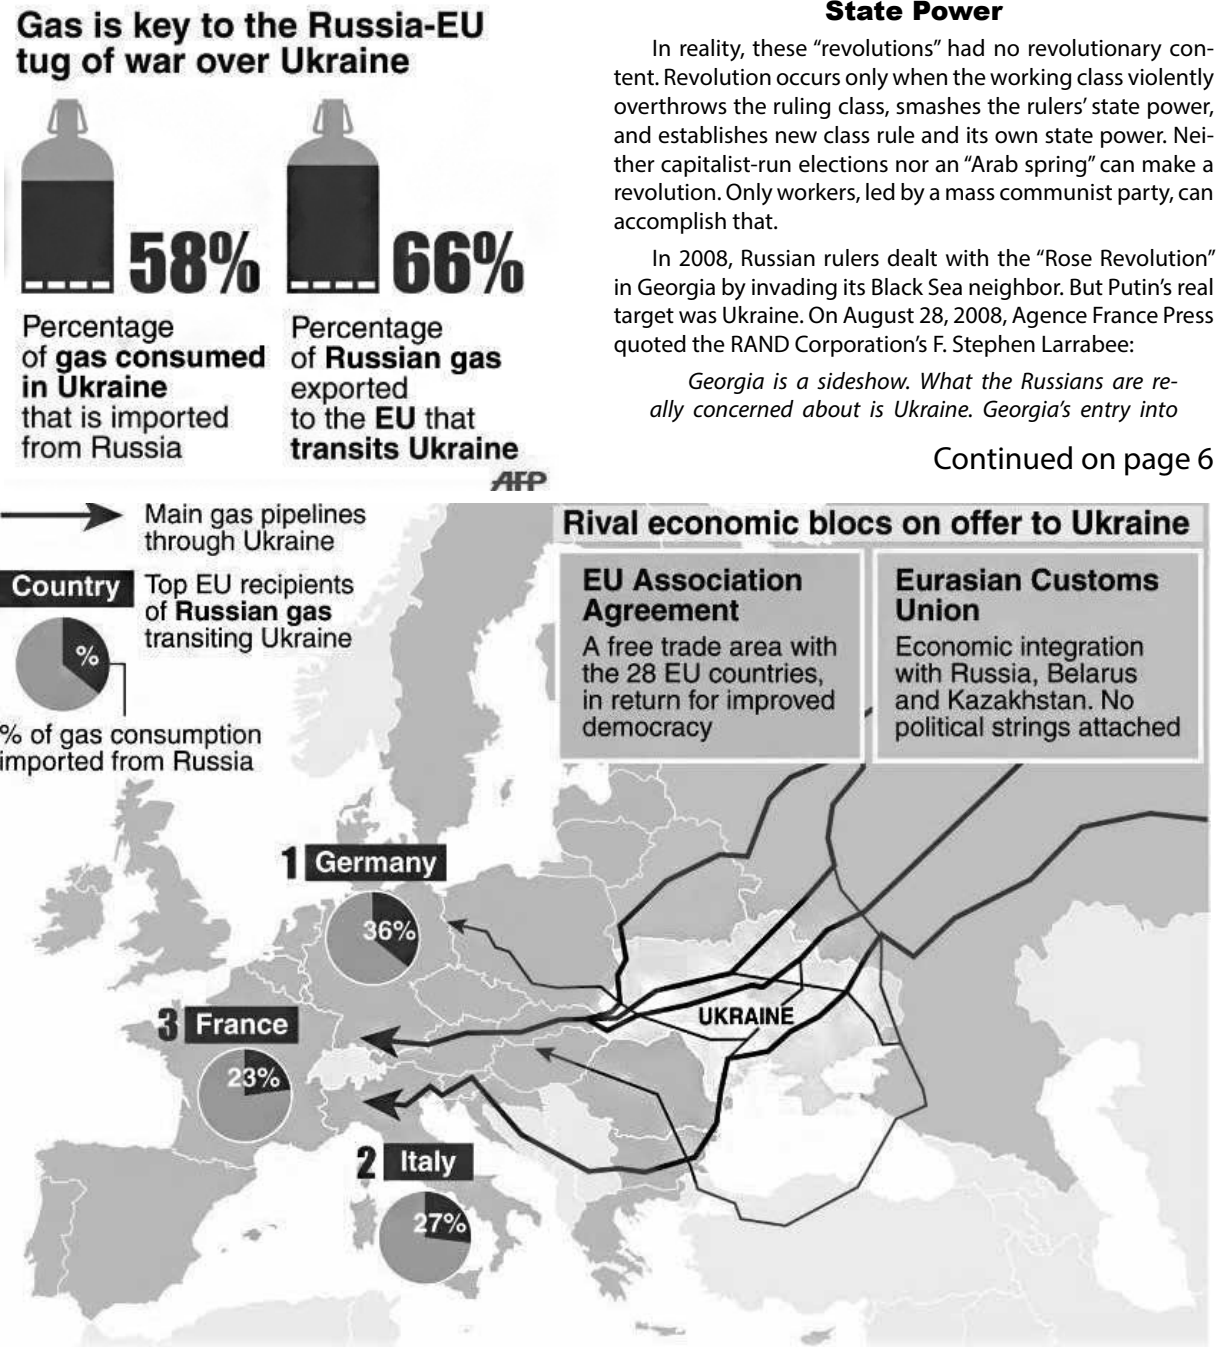 Gas is key to the Russia-EU
tug of war over Ukraine
58%
Percentage
of gas consumed
in Ukraine
that is imported
from Russia
66%
Percentage
of Russian gas
exported
to the EU that
transits Ukraine
AFP
State Power
In reality, these “revolutions” had no revolutionary con-
tent. Revolution occurs only when the working class violently
overthrows the ruling class, smashes the rulers’ state power,
and establishes new class rule and its own state power. Nei-
ther capitalist-run elections nor an “Arab spring” can make a
revolution. Only workers, led by a mass communist party, can
accomplish that.
In 2008, Russian rulers dealt with the “Rose Revolution”
in Georgia by invading its Black Sea neighbor. But Putin’s real
target was Ukraine. On August 28, 2008, Agence France Press
quoted the RAND Corporation’s F. Stephen Larrabee:
Georgia is a sideshow. What the Russians are re-
ally concerned about is Ukraine. Georgia’s entry into
Continued on page 6
Main gas pipelines
through Ukraine
Country
Top EU recipients
of Russian gas
transiting Ukraine
%
% of gas consumption
imported from Russia
Rival economic blocs on offer to Ukraine
EU Association
Agreement
A free trade area with
the 28 EU countries,
in return for improved
democracy
Eurasian Customs
Union
Economic integration
with Russia, Belarus
and Kazakhstan. No
political strings attached
1 Germany
36%
UKRAINE
3 France
23%
2 Italy
27%